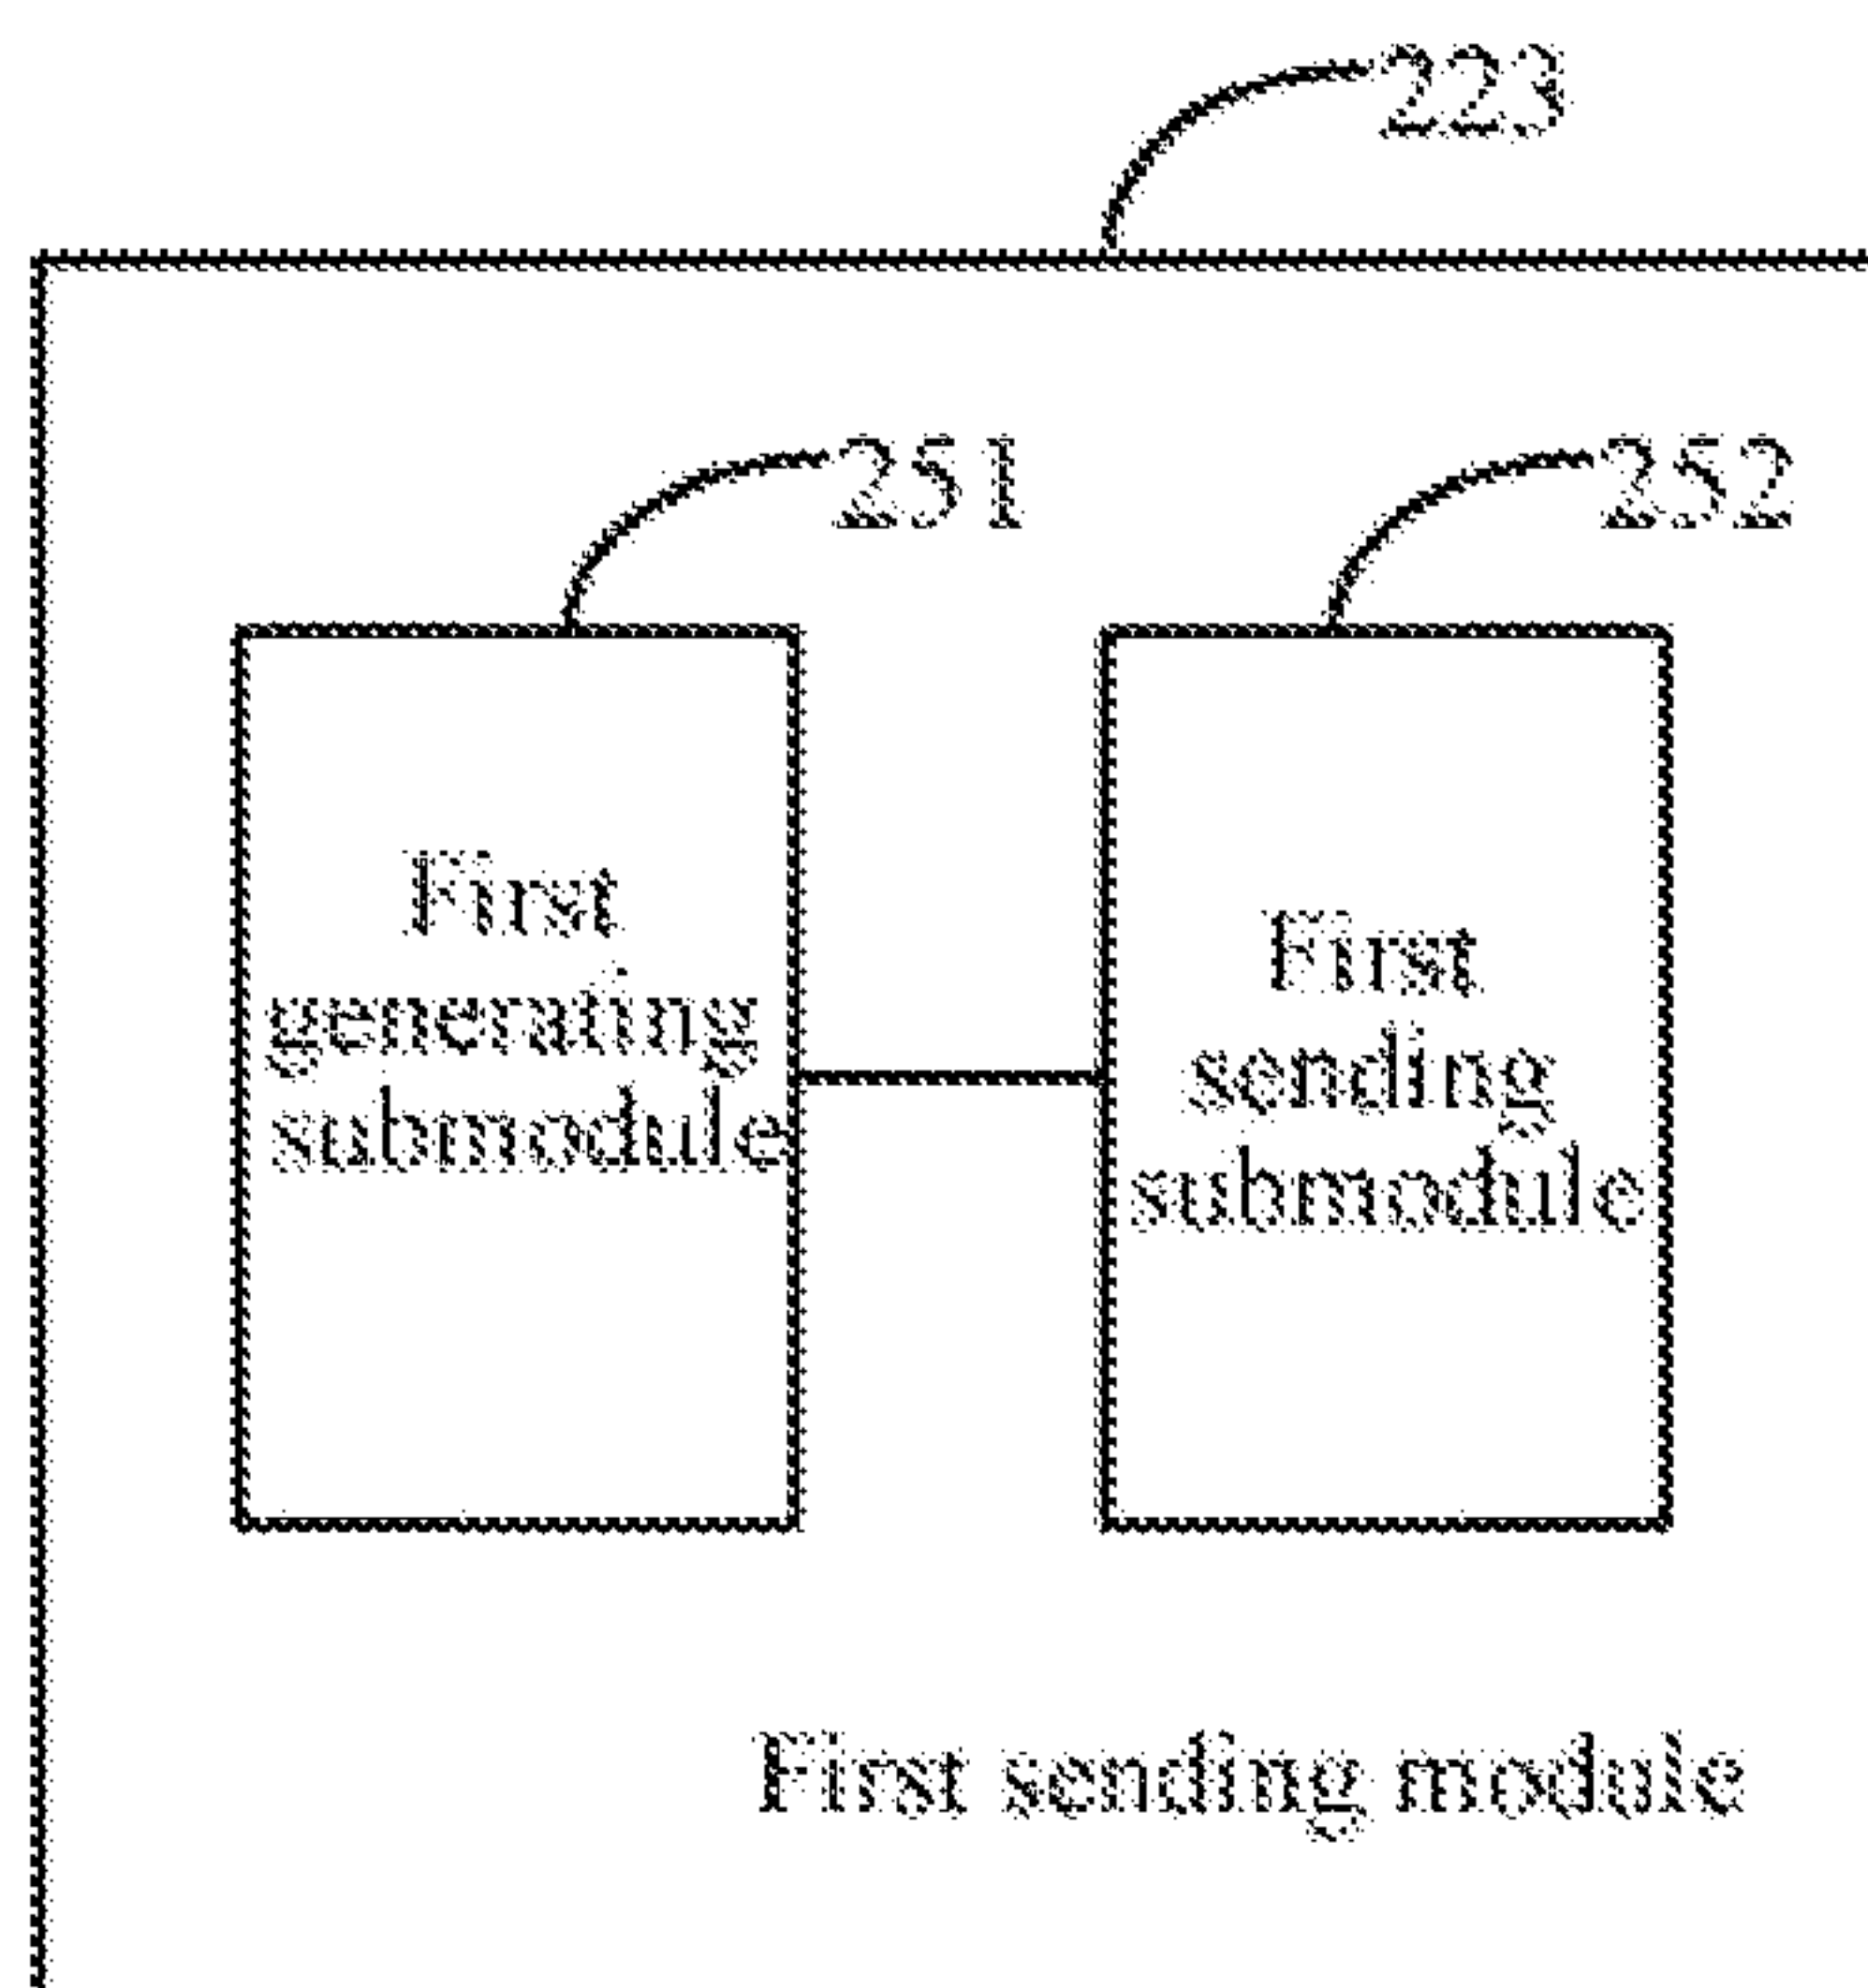 223
251
252
First
generating
submodule
First
sending
submodule
First sending module